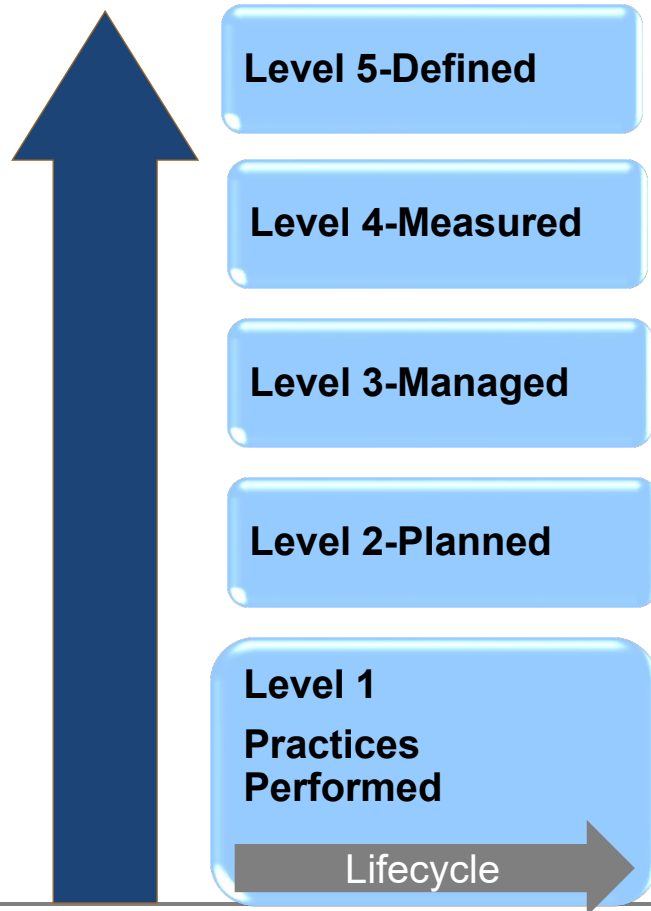 Level 5-Defined
Level 4-Measured
Level 3-Managed
Level 2-Planned
Level 1
Practices
Performed
Lifecycle